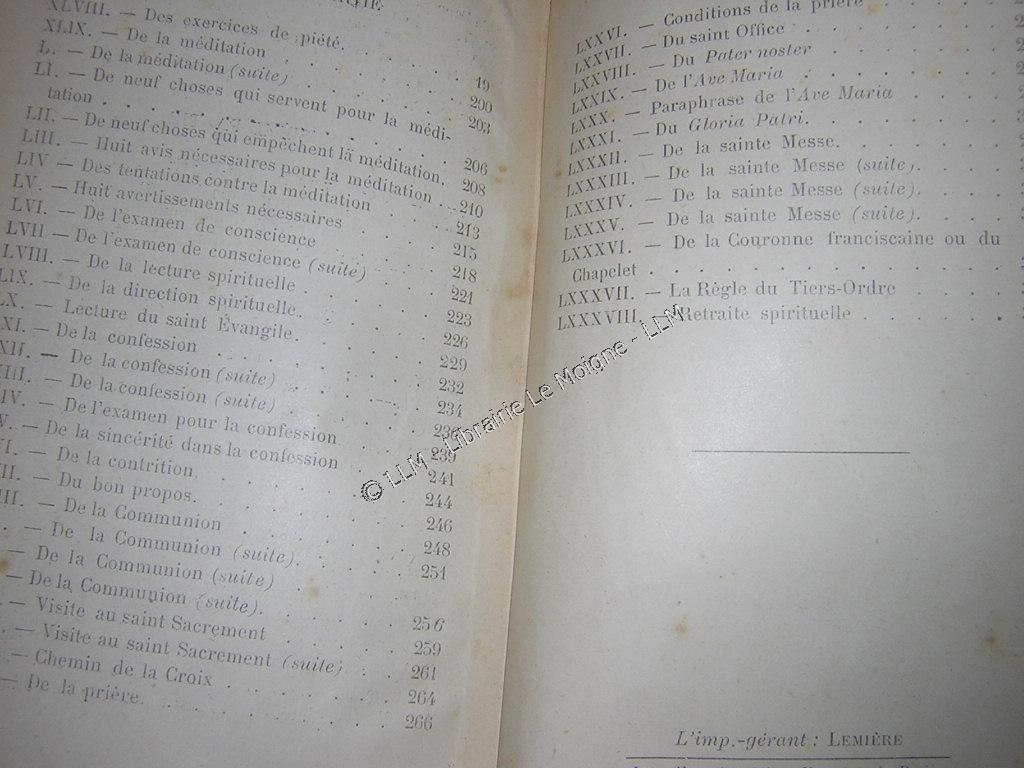 XLVIII. — Des exercices de piété.
XLIX. — De la méditation
L. — De la méditation (suite) 19
LI. — De neuf choses qui servent pour la médi- 200
tation 203
LII. — De neuf choses qui empêchent la méditation. 206
LIII. — Huit avis nécessaires pour la méditation 208
LIV — Des tentations contre la méditation 210
LV. — Huit avertissements nécessaires 213
LVI. — De l'examen de conscience 215
LVII — De l'examen de conscience (suite) 218
LVIII. — De la lecture spirituelle 221
LIX. — De la direction spirituelle. 223
LX. — Lecture du saint Évangile. 226
XI. — De la confession 229
XII. — De la confession (suite) 232
XIII. — De la confession (suite) 234
IV. — De l'examen pour la confession 236
V. — De la sincérité dans la confession 239
VI. — De la contrition. 241
VII. — Du bon propos. 244
III. — De la Communion 246
— De la Communion (suite). 248
— De la Communion (suite) 251
— De la Communion (suite).
— Visite au saint Sacrement 256
— Visite au saint Sacrement (suite) 259
— Chemin de la Croix 261
— De la prière. 264
266
LXXVI. — Conditions de la prière
LXXVII. — Du saint Office
LXXVIII. — Du Pater noster
LXXIX. — De l'Ave Maria
LXXX. — Paraphrase de l'Ave Maria
LXXXI. — Du Gloria Patri.
LXXXII. — De la sainte Messe.
LXXXIII. — De la sainte Messe (suite).
LXXXIV. — De la sainte Messe (suite).
LXXXV. — De la sainte Messe (suite).
LXXXVI. — De la Couronne franciscaine ou du
Chapelet
LXXXVII. — La Règle du Tiers-Ordre
LXXXVIII. — Retraite spirituelle
L'imp.-gérant : LEMIÈRE
© LLM - Librairie Le Moigne - LLM